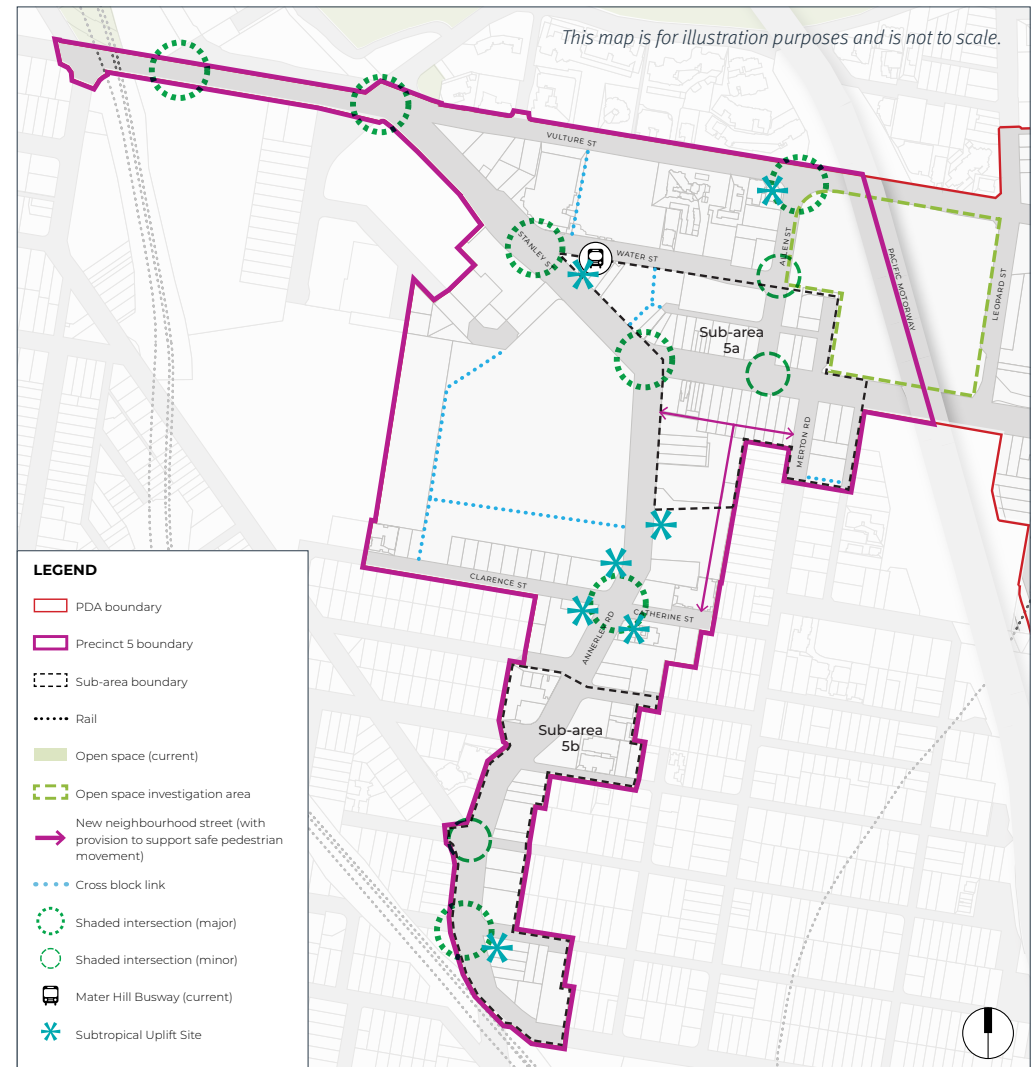 This map is for illustration purposes and is not to scale.
VULTURE ST
STANLEY S
WATER ST
ALLEN ST
PACIFIC MOTORWAY
LEOPARD ST
Sub-area
5a
MERTON RD
CLARENCE ST
CATHERINE ST
ANNERLEY RD
Sub-area
5b
LEGEND
PDA boundary
Precinct 5 boundary
Sub-area boundary
Rail
Open space (current)
Open space investigation area
New neighbourhood street (with
provision to support safe pedestrian
movement)
Cross block link
Shaded intersection (major)
Shaded intersection (minor)
Mater Hill Busway (current)
Subtropical Uplift Site